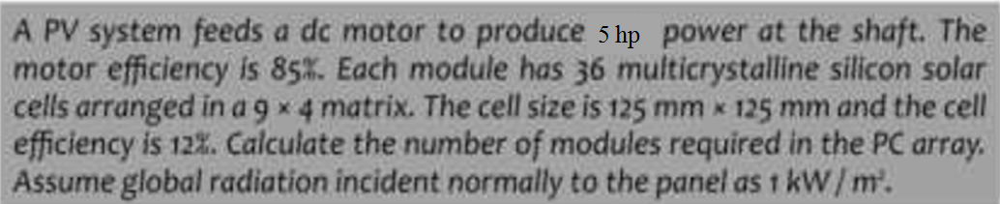 A PV system feeds a dc motor to produce 5 hp power at the shaft. The
motor efficiency is 85%. Each module has 36 multicrystalline silicon solar
cells arranged in a 9 × 4 matrix. The cell size is 125 mm × 125 mm and the cell
efficiency is 12%. Calculate the number of modules required in the PC array.
Assume global radiation incident normally to the panel as 1 kW / m².